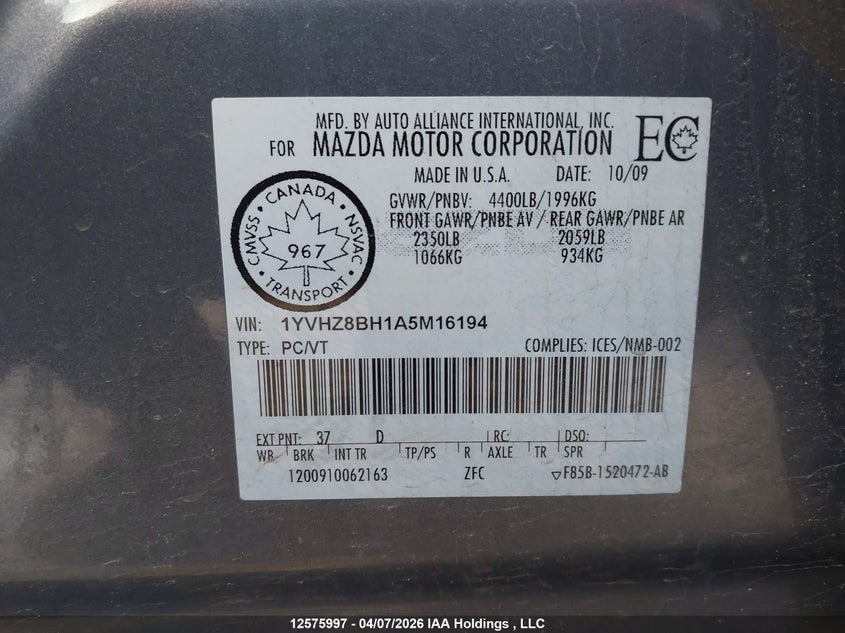 MFD. BY AUTO ALLIANCE INTERNATIONAL, INC.
FOR MAZDA MOTOR CORPORATION
EC
MADE IN U.S.A. DATE: 10/09
GVWR/PNBV: 4400LB/1996KG
FRONT GAWR/PNBE AV / REAR GAWR/PNBE AR
2350LB 2059LB
1066KG 934KG
CANADA
CMVSS NSVAC
967
TRANSPORT
VIN: 1YVHZ8BH1A5M16194
TYPE: PC/VT COMPLIES: ICES/NMB-002
EXT PNT: 37 D RC: DSO:
WB BRK INT TR TP/PS R AXLE TR SPR
1200910062163 ZFC F85B-1520472-AB
12575997 - 04/07/2026 IAA Holdings , LLC